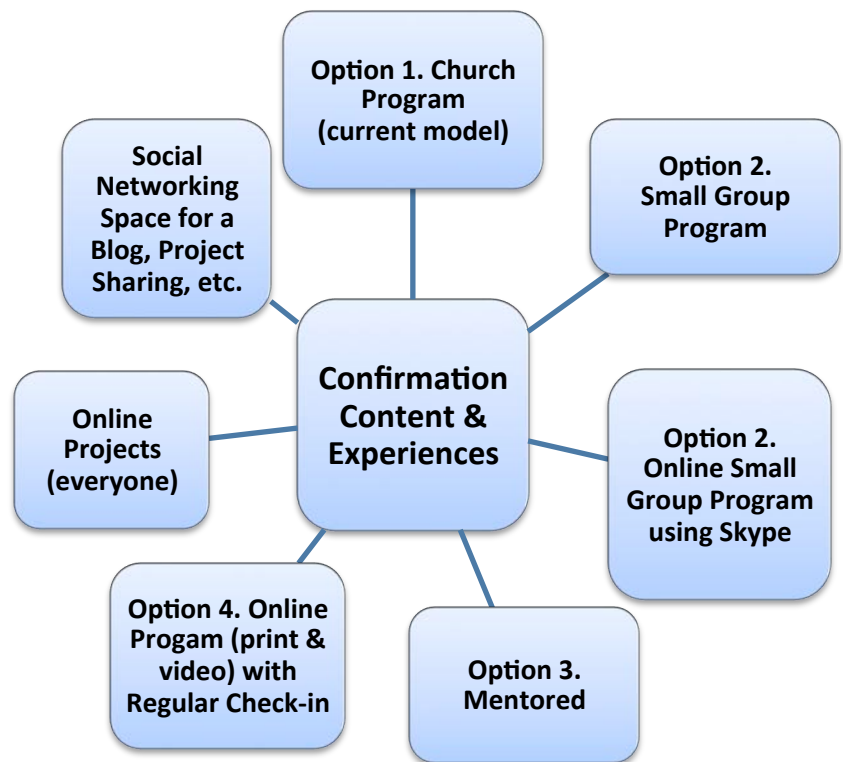 Option 1. Church
Program
(current model)
Option 2.
Small Group
Program
Option 2.
Online Small
Group Program
using Skype
Option 3.
Mentored
Option 4. Online
Progam (print &
video) with
Regular Check-in
Online
Projects
(everyone)
Social
Networking
Space for a
Blog, Project
Sharing, etc.
Confirmation
Content &
Experiences